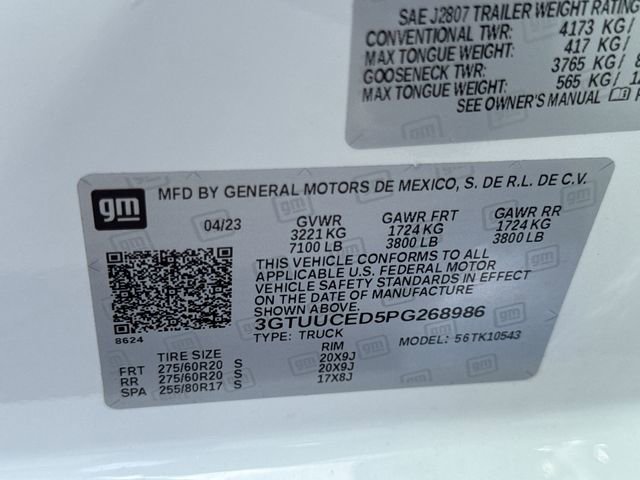 SAE J2807 TRAILER WEIGHT RATING
CONVENTIONAL TWR: 4173 KG/
MAX TONGUE WEIGHT: 417 KG/
GOOSENECK TWR: 3765 KG/ 8
MAX TONGUE WEIGHT: 565 KG/ 12
SEE OWNER'S MANUAL
gm MFD BY GENERAL MOTORS DE MEXICO, S. DE R.L. DE C.V.
04/23 GVWR GAWR FRT GAWR RR
3221 KG 1724 KG 1724 KG
7100 LB 3800 LB 3800 LB
THIS VEHICLE CONFORMS TO ALL
APPLICABLE U.S. FEDERAL MOTOR
VEHICLE SAFETY STANDARDS IN EFFECT
ON THE DATE OF MANUFACTURE
SHOWN ABOVE.
8624 3GTUUCED5PG268986
TYPE: TRUCK MODEL: 56TK10543
TIRE SIZE RIM
FRT 275/60R20 S 20X9J
RR 275/60R20 S 20X9J
SPA 255/80R17 S 17X8J